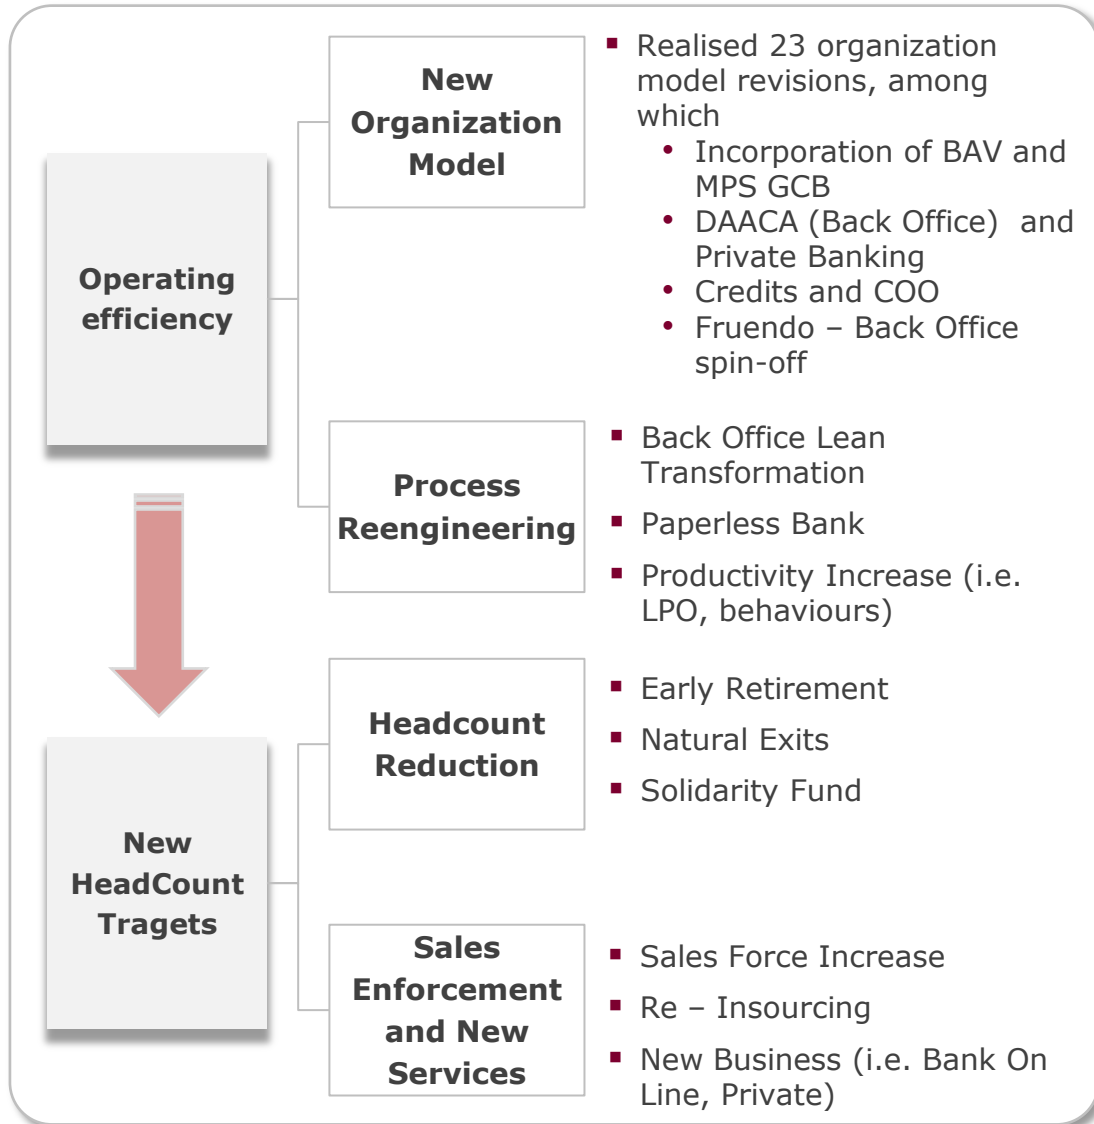 New
Organization
Model
▪ Realised 23 organization
model revisions, among
which
• Incorporation of BAV and
MPS GCB
• DAACA (Back Office) and
Private Banking
• Credits and COO
• Fruendo – Back Office
spin-off
Operating
efficiency
Process
Reengineering
▪ Back Office Lean
Transformation
▪ Paperless Bank
▪ Productivity Increase (i.e.
LPO, behaviours)
Headcount
Reduction
▪ Early Retirement
▪ Natural Exits
▪ Solidarity Fund
New
HeadCount
Tragets
Sales
Enforcement
and New
Services
▪ Sales Force Increase
▪ Re – Insourcing
▪ New Business (i.e. Bank On
Line, Private)